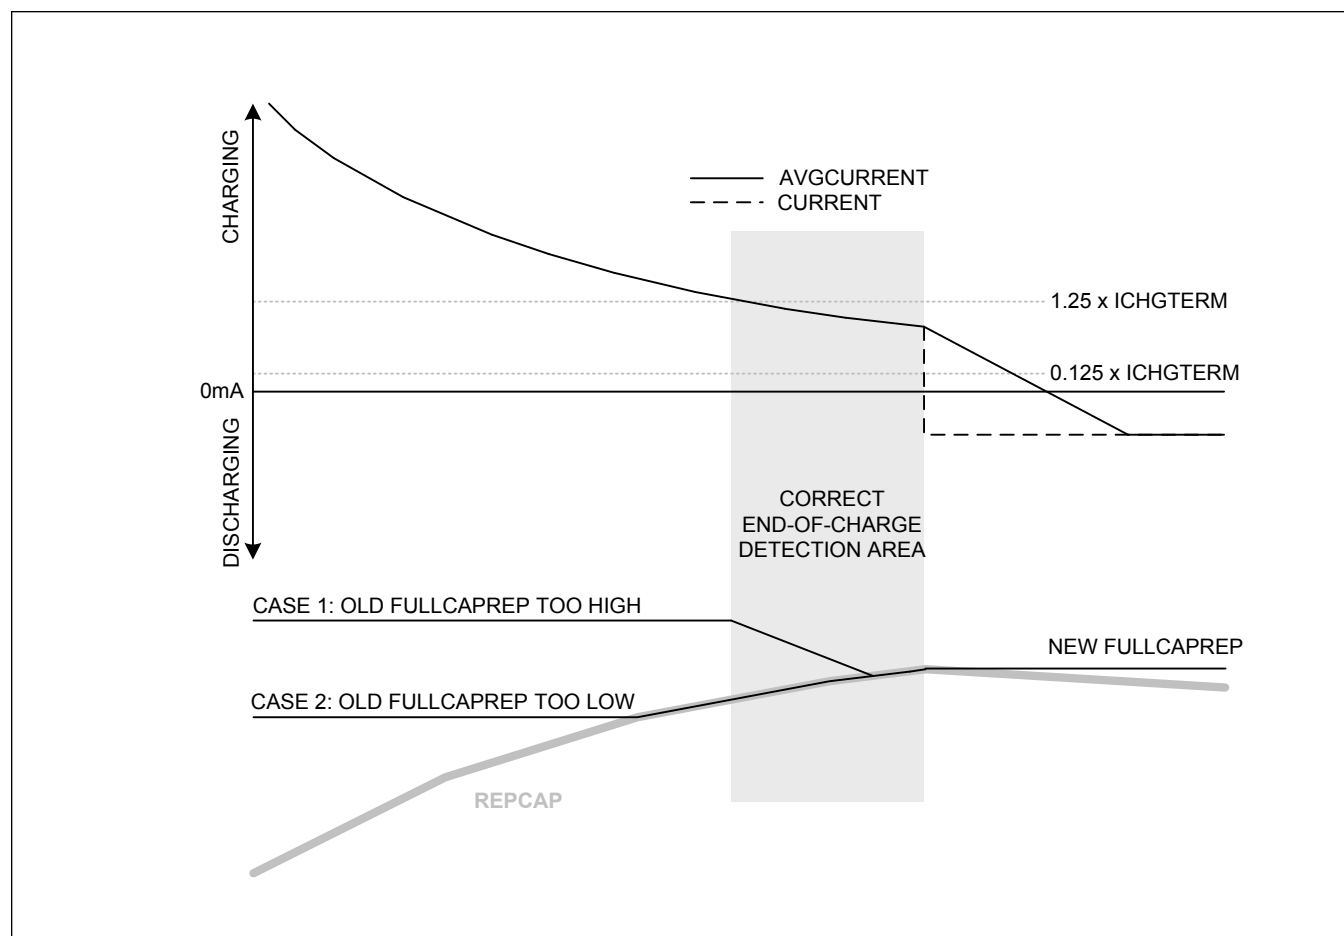 CHARGING
AVGCURRENT
CURRENT
1.25 x ICHGTERM
0.125 x ICHGTERM
0mA
DISCHARGING
CORRECT
END-OF-CHARGE
DETECTION AREA
CASE 1: OLD FULLCAPREP TOO HIGH
NEW FULLCAPREP
CASE 2: OLD FULLCAPREP TOO LOW
REPCAP